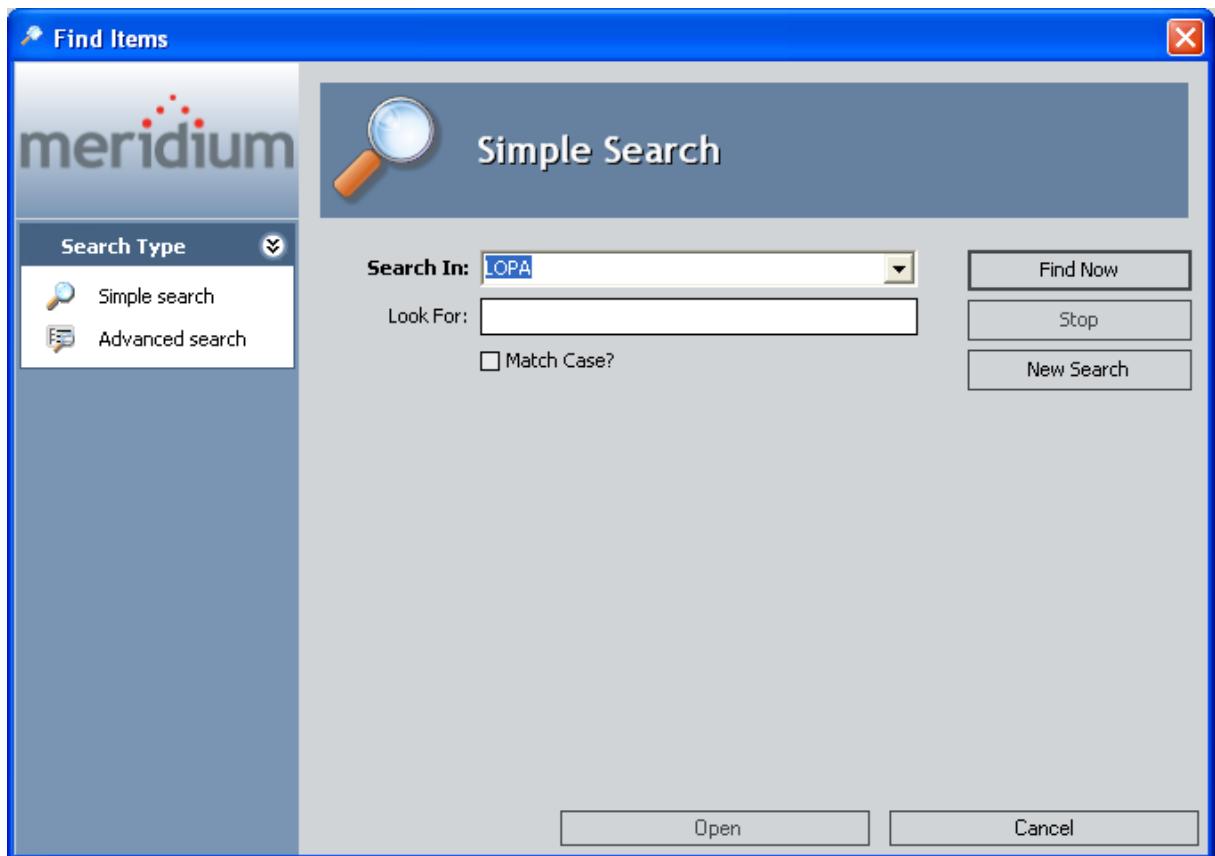 Find Items
meridium
Simple Search
Search Type
Simple search
Advanced search
Search In: LOPA
Look For:
Match Case?
Find Now
Stop
New Search
Open
Cancel